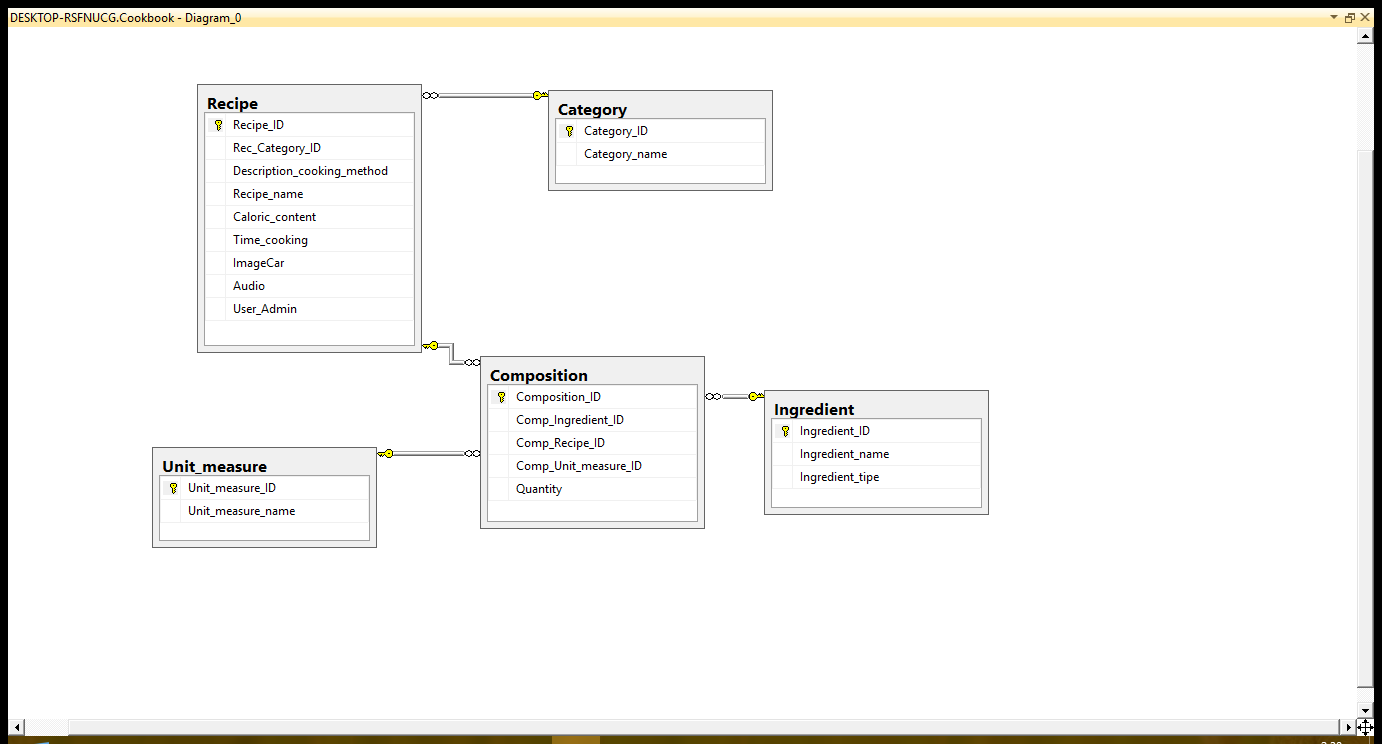 DESKTOP-RSFNUCG.Cookbook - Diagram_0
Recipe
Recipe_ID
Rec_Category_ID
Description_cooking_method
Recipe_name
Caloric_content
Time_cooking
ImageCar
Audio
User_Admin
Category
Category_ID
Category_name
Composition
Composition_ID
Comp_Ingredient_ID
Comp_Recipe_ID
Comp_Unit_measure_ID
Quantity
Ingredient
Ingredient_ID
Ingredient_name
Ingredient_tipe
Unit_measure
Unit_measure_ID
Unit_measure_name